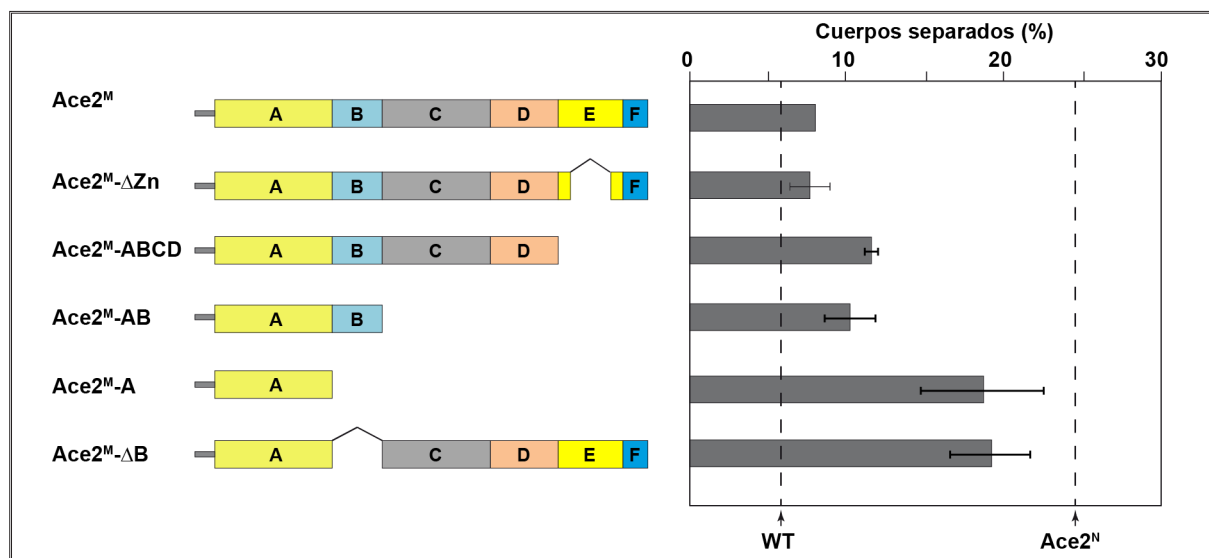 Cuerpos separados (%)
0 10 20 30
Ace2ᴹ A B C D E F
Ace2ᴹ-ΔZn A B C D F
Ace2ᴹ-ABCD A B C D
Ace2ᴹ-AB A B
Ace2ᴹ-A A
Ace2ᴹ-ΔB A C D E F
WT Ace2ᴺ